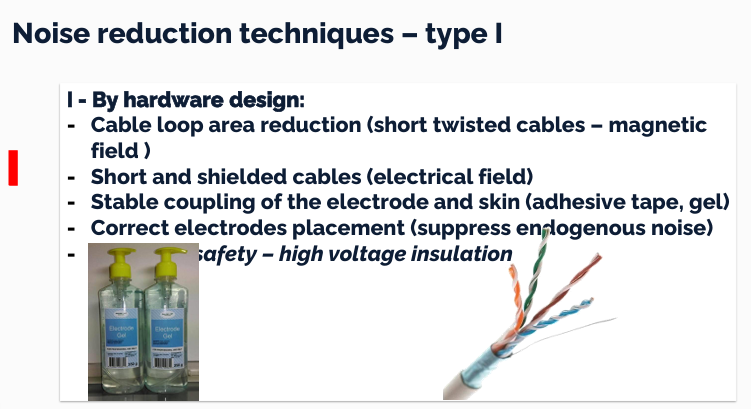 Noise reduction techniques – type I
I - By hardware design:
- Cable loop area reduction (short twisted cables – magnetic
field )
- Short and shielded cables (electrical field)
- Stable coupling of the electrode and skin (adhesive tape, gel)
- Correct electrodes placement (suppress endogenous noise)
- safety – high voltage insulation
Electrode
Gel
Electrode
Gel